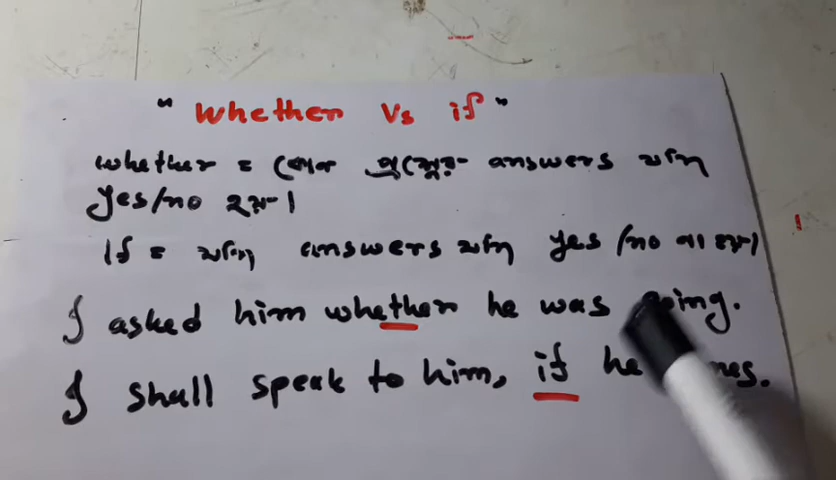 "Whether Vs if"
Whether = কোন প্রশ্নের answers যদি
Yes/no হয়।
If = যদি answers যদি yes/no না হয়।
I asked him whether he was going.
I shall speak to him, if he